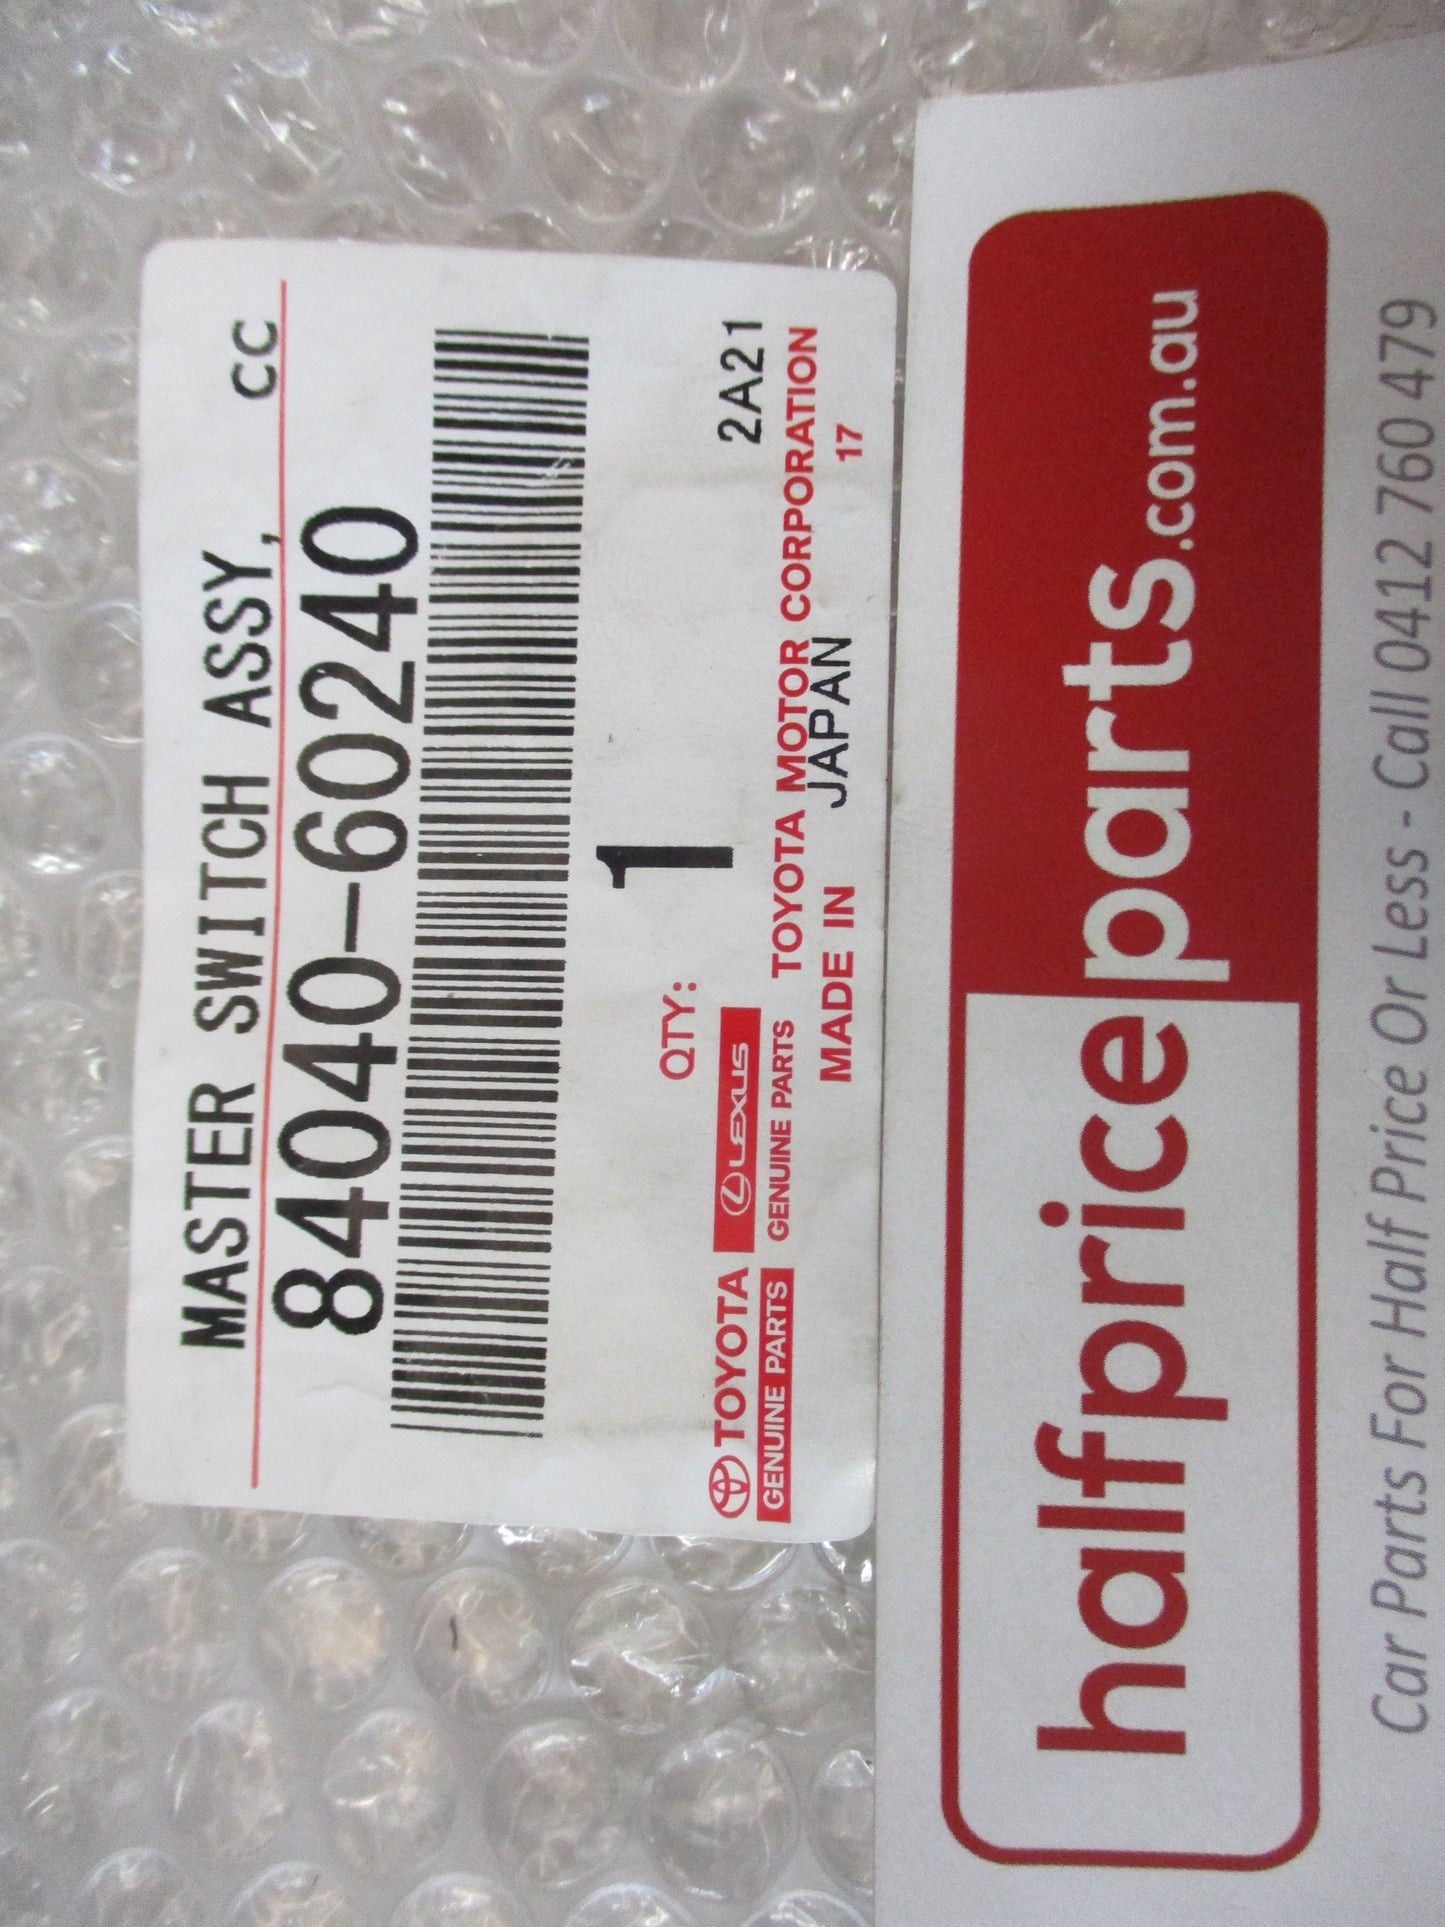 MASTER SWITCH ASSY, CC
84040-60240
QTY: 1
TOYOTA
GENUINE PARTS
LEXUS
GENUINE PARTS
2A21
TOYOTA MOTOR CORPORATION
MADE IN JAPAN 17
halfpriceparts.com.au
Car Parts For Half Price Or Less - Call 0412 760 479